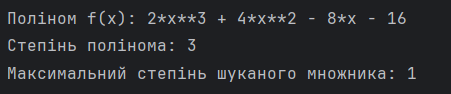 Поліном f(x): 2*x**3 + 4*x**2 - 8*x - 16
Степінь полінома: 3
Максимальний степінь шуканого множника: 1